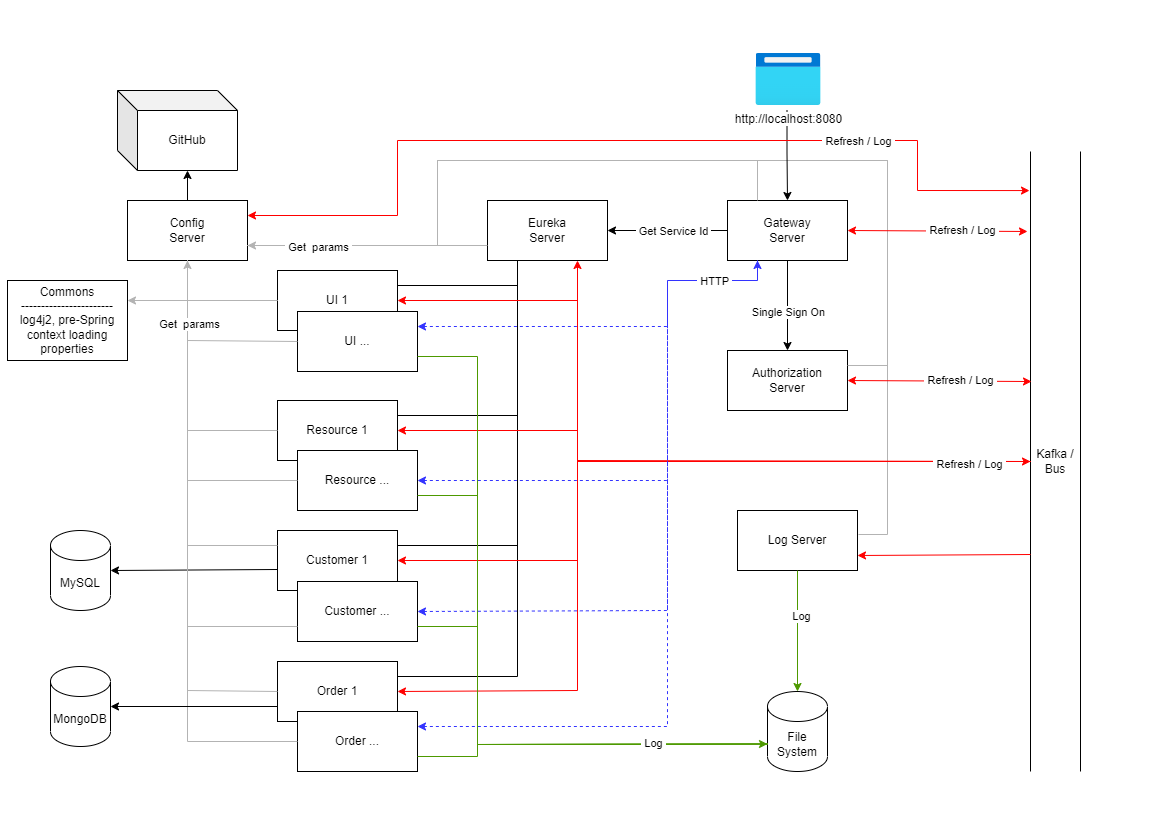 http://localhost:8080
GitHub
Refresh / Log
Config
Server
Eureka
Server
Get Service Id
Gateway
Server
Refresh / Log
Get params
HTTP
Commons
-----------------------
log4j2, pre-Spring
context loading
properties
UI 1
Get params
Single Sign On
UI ...
Authorization
Server
Refresh / Log
Resource 1
Kafka /
Bus
Refresh / Log
Resource ...
Log Server
Customer 1
MySQL
Customer ...
Log
Order 1
MongoDB
Order ...
Log
File
System